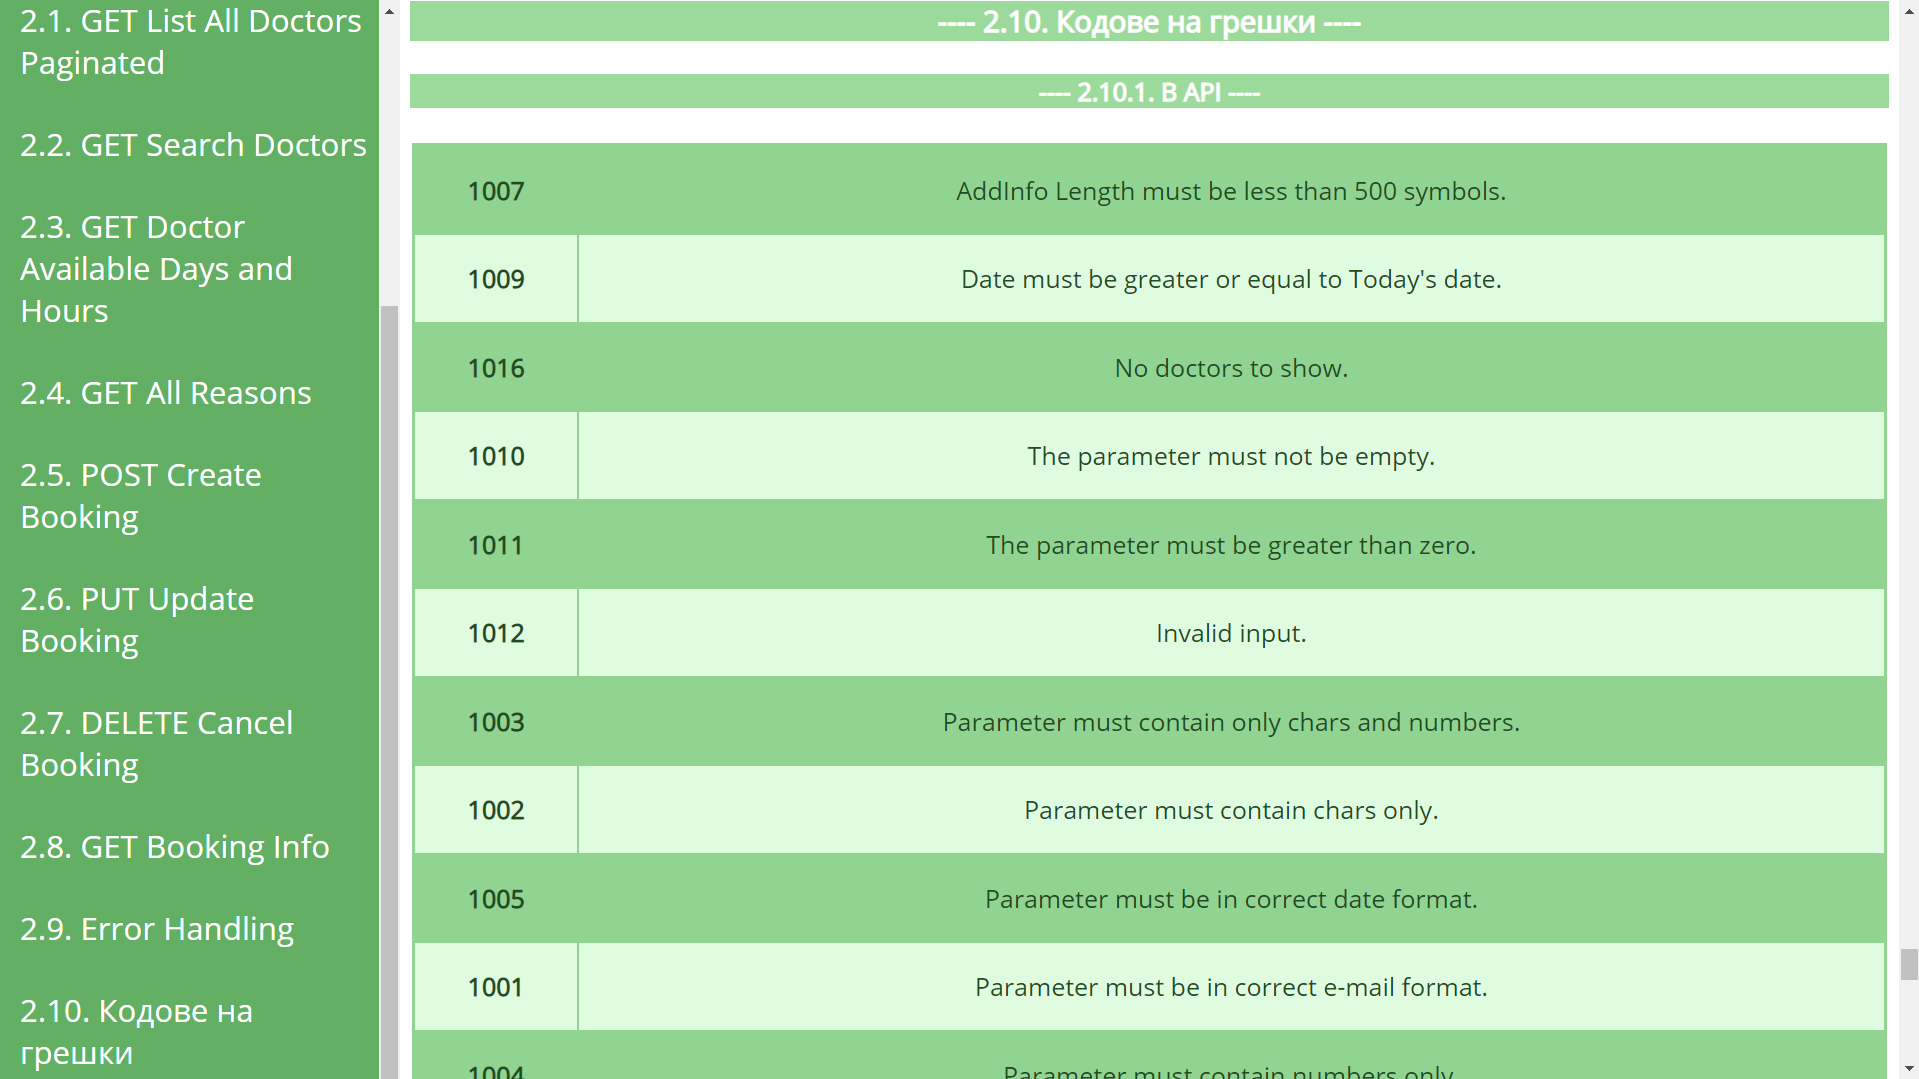 2.1. GET List All Doctors
Paginated
2.2. GET Search Doctors
2.3. GET Doctor
Available Days and
Hours
2.4. GET All Reasons
2.5. POST Create
Booking
2.6. PUT Update
Booking
2.7. DELETE Cancel
Booking
2.8. GET Booking Info
2.9. Error Handling
2.10. Кодове на
грешки
---- 2.10. Кодове на грешки ----
---- 2.10.1. В API ----
1007 AddInfo Length must be less than 500 symbols.
1009 Date must be greater or equal to Today's date.
1016 No doctors to show.
1010 The parameter must not be empty.
1011 The parameter must be greater than zero.
1012 Invalid input.
1003 Parameter must contain only chars and numbers.
1002 Parameter must contain chars only.
1005 Parameter must be in correct date format.
1001 Parameter must be in correct e-mail format.
1004 Parameter must contain numbers only